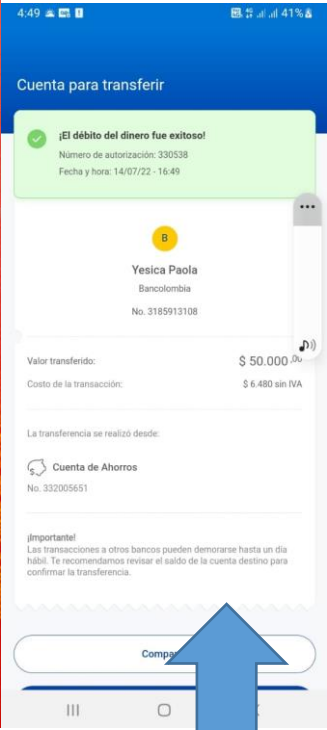 4:49
41%
Cuenta para transferir
¡El débito del dinero fue exitoso!
Número de autorización: 330538
Fecha y hora: 14/07/22 - 16:49
B
Yesica Paola
Bancolombia
No. 3185913108
Valor transferido: $ 50.000.00
Costo de la transacción: $ 6.480 sin IVA
La transferencia se realizó desde:
Cuenta de Ahorros
No. 332005651
¡Importante!
Las transacciones a otros bancos pueden demorarse hasta un día
hábil. Te recomendamos revisar el saldo de la cuenta destino para
confirmar la transferencia.